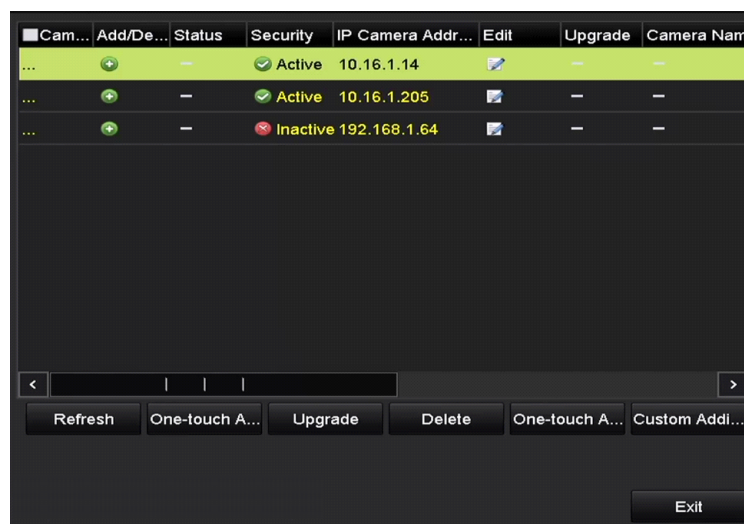 Cam... Add/De... Status Security IP Camera Addr... Edit Upgrade Camera Nam
... Active 10.16.1.14
... Active 10.16.1.205
... Inactive 192.168.1.64
Refresh One-touch A... Upgrade Delete One-touch A... Custom Addi...
Exit